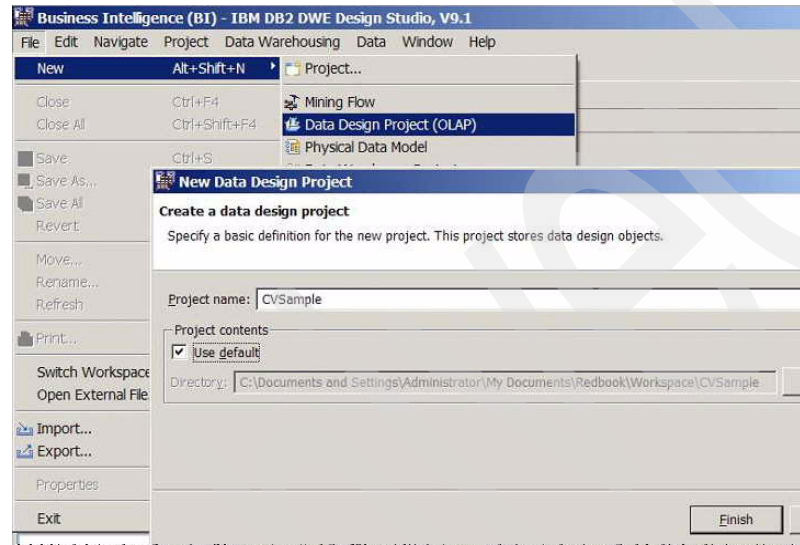 Business Intelligence (BI) - IBM DB2 DWE Design Studio, V9.1
File Edit Navigate Project Data Warehousing Data Window Help
New Alt+Shift+N
Project...
Mining Flow
Data Design Project (OLAP)
Physical Data Model
Close Ctrl+F4
Close All Ctrl+Shift+F4
Save Ctrl+S
Save As...
Save All
Revert
Move...
Rename...
Refresh
Print...
Switch Workspace
Open External File
Import...
Export...
Properties
Exit
New Data Design Project
Create a data design project
Specify a basic definition for the new project. This project stores data design objects.
Project name: CVSample
Project contents
Use default
Directory: C:\Documents and Settings\Administrator\My Documents\Redbook\Workspace\CVSample
Finish